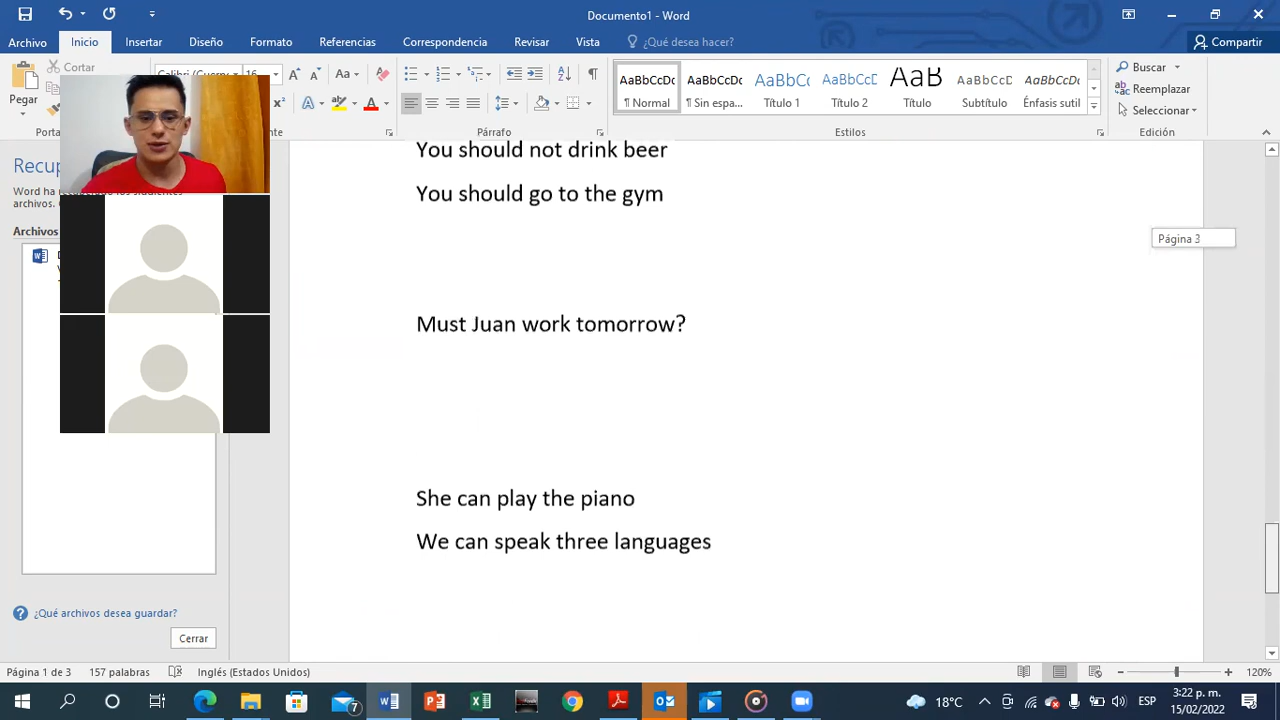 Documento1 - Word
Archivo Inicio Insertar Diseño Formato Referencias Correspondencia Revisar Vista ¿Qué desea hacer? Compartir
Cortar
Pegar
AaBbCcDc AaBbCcDc AaBbCc AaBbCcD AaB AaBbCcD AaBbCcDc
¶ Normal ¶ Sin espa... Título 1 Título 2 Título Subtítulo Énfasis sutil
Buscar
Reemplazar
Seleccionar
Párrafo Estilos Edición
Archivos
You should not drink beer
You should go to the gym
Página 3
Must Juan work tomorrow?
She can play the piano
We can speak three languages
¿Qué archivos desea guardar?
Cerrar
Página 1 de 3 157 palabras Inglés (Estados Unidos) 120%
7 18°C ESP 3:22 p. m.
15/02/2022